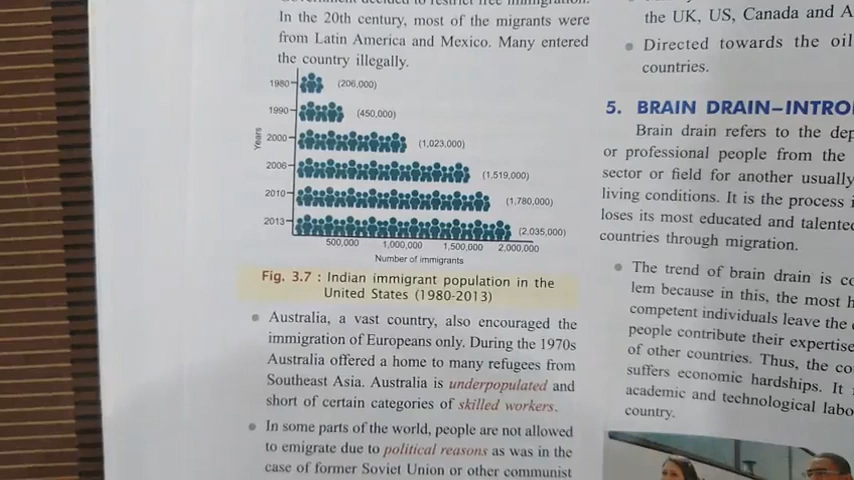 In the 20th century, most of the migrants were
from Latin America and Mexico. Many entered
the country illegally.
1980 (206,000)
1990 (450,000)
2000 (1,023,000)
2006 (1,519,000)
2010 (1,780,000)
2013 (2,035,000)
Years
500,000 1,000,000 1,500,000 2,000,000
Number of immigrants
Fig. 3.7 : Indian immigrant population in the
United States (1980-2013)
Australia, a vast country, also encouraged the
immigration of Europeans only. During the 1970s
Australia offered a home to many refugees from
Southeast Asia. Australia is underpopulated and
short of certain categories of skilled workers.
In some parts of the world, people are not allowed
to emigrate due to political reasons as was in the
case of former Soviet Union or other communist
the UK, US, Canada and A
Directed towards the oil
countries.
5. BRAIN DRAIN–INTRO
Brain drain refers to the dep
or professional people from the
sector or field for another usually
living conditions. It is the process i
loses its most educated and talente
countries through migration.
The trend of brain drain is co
lem because in this, the most h
competent individuals leave the
people contribute their expertise
of other countries. Thus, the co
suffers economic hardships. It
academic and technological labo
country.